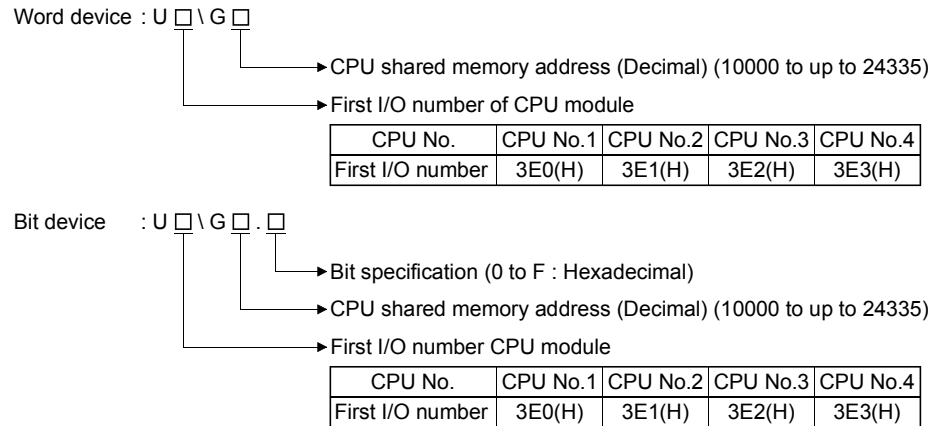 Word device : U □ \ G □
CPU shared memory address (Decimal) (10000 to up to 24335)
First I/O number of CPU module
CPU No. CPU No.1 CPU No.2 CPU No.3 CPU No.4
First I/O number 3E0(H) 3E1(H) 3E2(H) 3E3(H)
Bit device : U □ \ G □ . □
Bit specification (0 to F : Hexadecimal)
CPU shared memory address (Decimal) (10000 to up to 24335)
First I/O number CPU module
CPU No. CPU No.1 CPU No.2 CPU No.3 CPU No.4
First I/O number 3E0(H) 3E1(H) 3E2(H) 3E3(H)